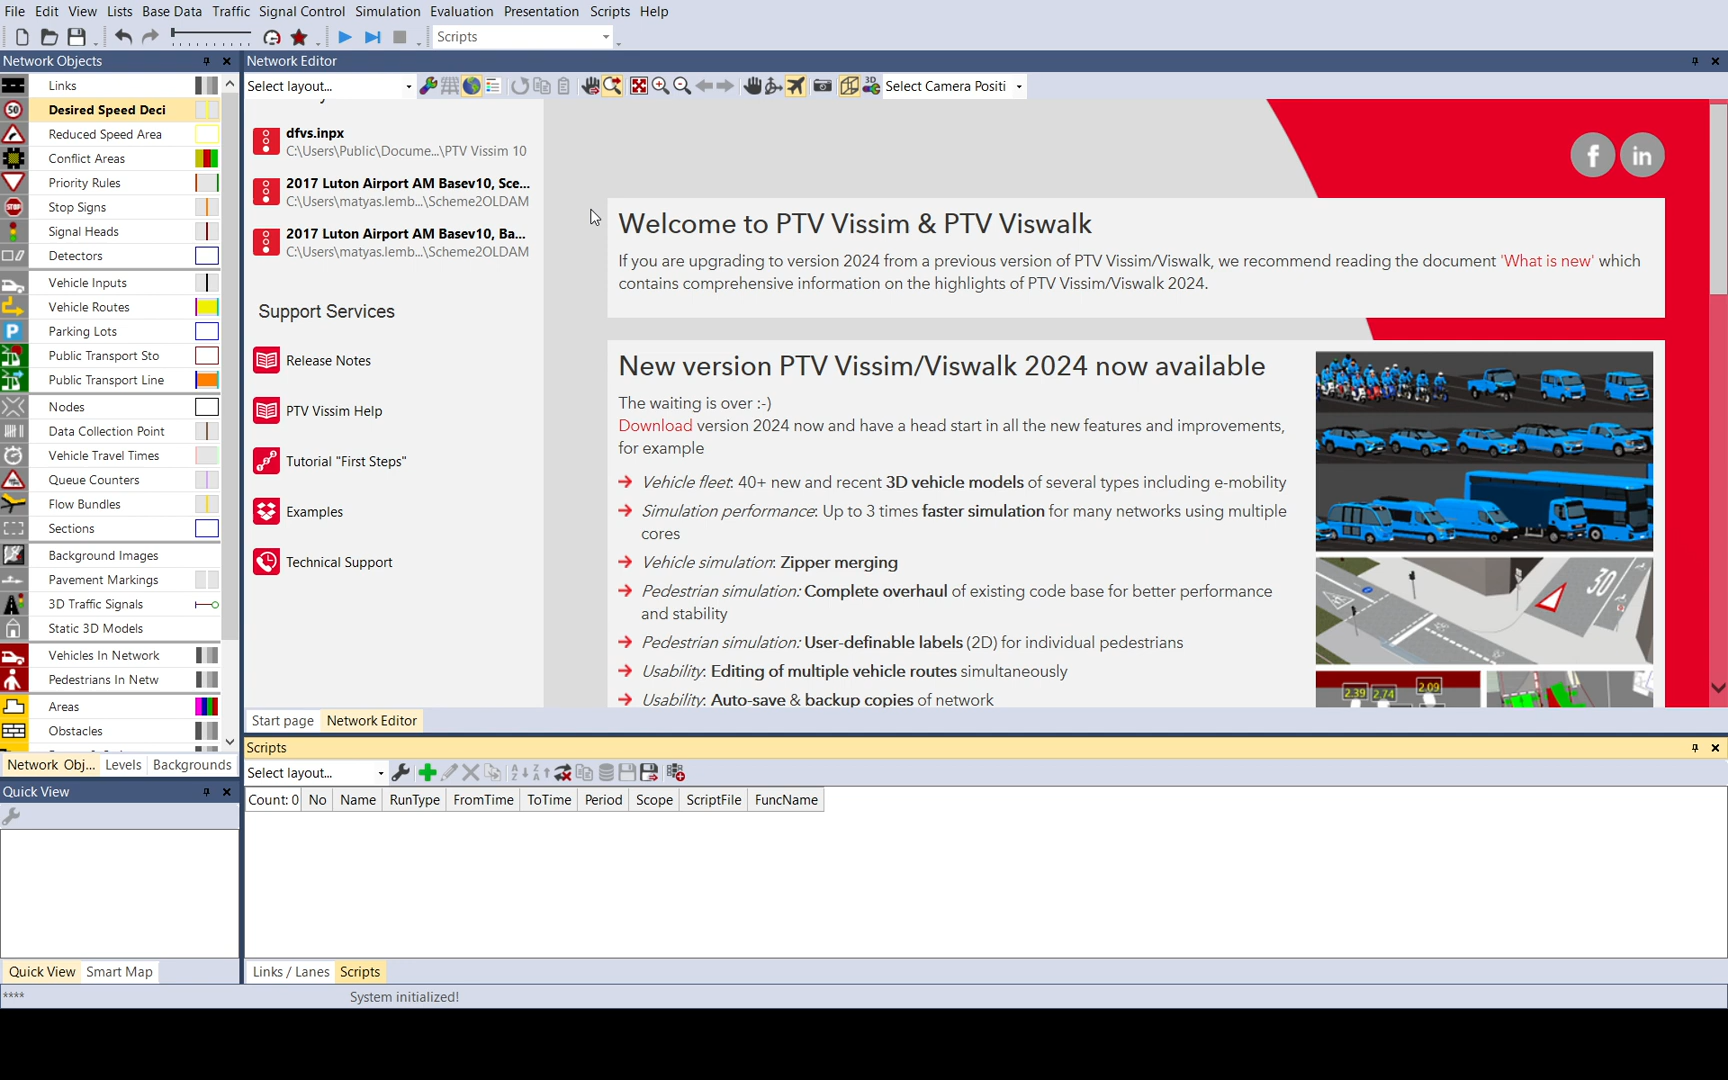 File Edit View Lists Base Data Traffic Signal Control Simulation Evaluation Presentation Scripts Help
Scripts
Network Objects
Links
50 Desired Speed Deci
Reduced Speed Area
Conflict Areas
Priority Rules
STOP Stop Signs
Signal Heads
Detectors
Vehicle Inputs
Vehicle Routes
P Parking Lots
Public Transport Sto
Public Transport Line
Nodes
Data Collection Point
Vehicle Travel Times
Queue Counters
Flow Bundles
Sections
Background Images
Pavement Markings
3D Traffic Signals
Static 3D Models
Vehicles In Network
Pedestrians In Netw
Areas
Obstacles
Network Obj... Levels Backgrounds
Quick View
Quick View Smart Map
Network Editor
Select layout... 3D Select Camera Positi
dfvs.inpx
C:\Users\Public\Docume...\PTV Vissim 10
2017 Luton Airport AM Basev10, Sce...
C:\Users\matyas.lemb...\Scheme2OLDAM
2017 Luton Airport AM Basev10, Ba...
C:\Users\matyas.lemb...\Scheme2OLDAM
Support Services
Release Notes
PTV Vissim Help
Tutorial "First Steps"
Examples
Technical Support
f in
Welcome to PTV Vissim & PTV Viswalk
If you are upgrading to version 2024 from a previous version of PTV Vissim/Viswalk, we recommend reading the document 'What is new' which
contains comprehensive information on the highlights of PTV Vissim/Viswalk 2024.
New version PTV Vissim/Viswalk 2024 now available
The waiting is over :-)
Download version 2024 now and have a head start in all the new features and improvements,
for example
→ Vehicle fleet: 40+ new and recent 3D vehicle models of several types including e-mobility
→ Simulation performance: Up to 3 times faster simulation for many networks using multiple
cores
→ Vehicle simulation: Zipper merging
→ Pedestrian simulation: Complete overhaul of existing code base for better performance
and stability
→ Pedestrian simulation: User-definable labels (2D) for individual pedestrians
→ Usability: Editing of multiple vehicle routes simultaneously
→ Usability: Auto-save & backup copies of network
30
2.39 2.74 2.09
Start page Network Editor
Scripts
Select layout...
Count: 0 No Name RunType FromTime ToTime Period Scope ScriptFile FuncName
Links / Lanes Scripts
**** System initialized!